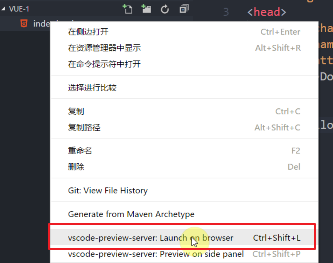 VUE-1
3 <head>
inde
在侧边打开 Ctrl+Enter
在资源管理器中显示 Alt+Shift+R
在命令提示符中打开
选择进行比较
复制 Ctrl+C
复制路径 Alt+Shift+C
重命名 F2
删除 Del
Git: View File History
Generate from Maven Archetype
vscode-preview-server: Launch on browser Ctrl+Shift+L
vscode-preview-server: Preview on side panel Ctrl+Shift+P